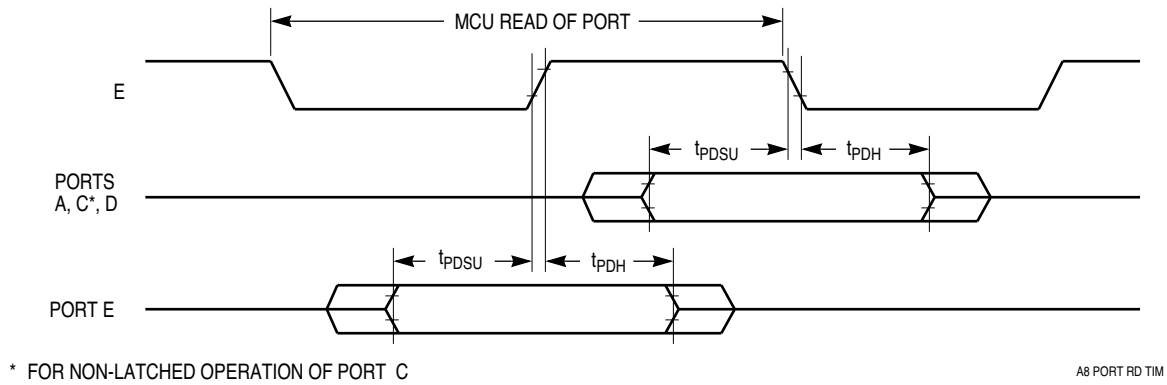 MCU READ OF PORT
E
tPDSU
tPDH
PORTS
A, C*, D
tPDSU
tPDH
PORT E
* FOR NON-LATCHED OPERATION OF PORT C
A8 PORT RD TIM